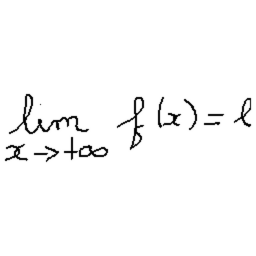 lim f(x) = l
x → +∞